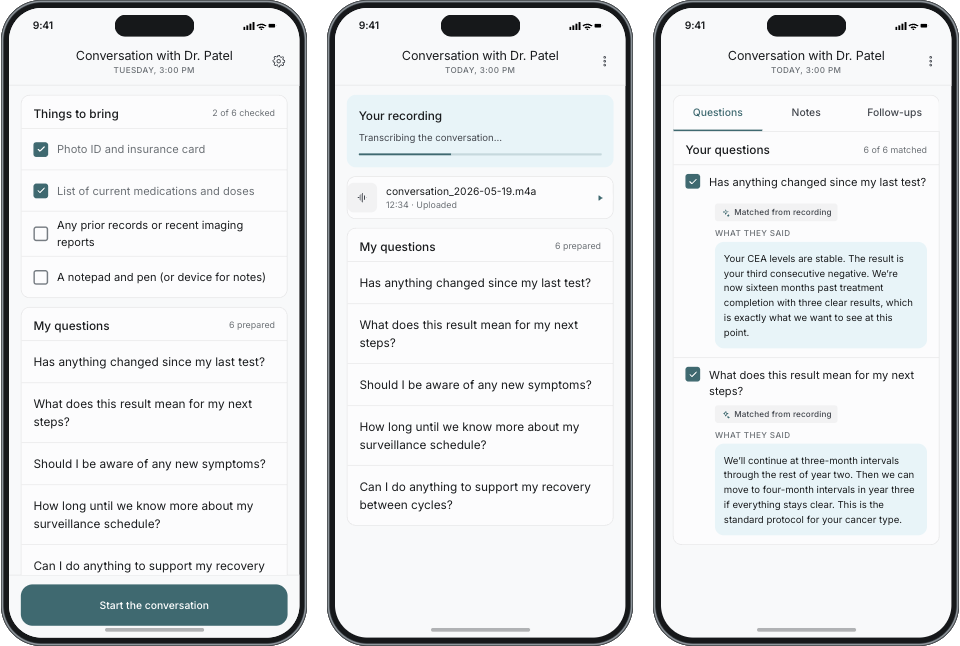 9:41
Conversation with Dr. Patel
TUESDAY, 3:00 PM
Things to bring
2 of 6 checked
Photo ID and insurance card
List of current medications and doses
Any prior records or recent imaging
reports
A notepad and pen (or device for notes)
My questions
6 prepared
Has anything changed since my last test?
What does this result mean for my next
steps?
Should I be aware of any new symptoms?
How long until we know more about my
surveillance schedule?
Can I do anything to support my recovery
Start the conversation
9:41
Conversation with Dr. Patel
TODAY, 3:00 PM
Your recording
Transcribing the conversation...
conversation_2026-05-19.m4a
12:34 · Uploaded
My questions
6 prepared
Has anything changed since my last test?
What does this result mean for my next
steps?
Should I be aware of any new symptoms?
How long until we know more about my
surveillance schedule?
Can I do anything to support my recovery
between cycles?
9:41
Conversation with Dr. Patel
TODAY, 3:00 PM
Questions
Notes
Follow-ups
Your questions
6 of 6 matched
Has anything changed since my last test?
Matched from recording
WHAT THEY SAID
Your CEA levels are stable. The result is
your third consecutive negative. We're
now sixteen months past treatment
completion with three clear results, which
is exactly what we want to see at this
point.
What does this result mean for my next
steps?
Matched from recording
WHAT THEY SAID
We'll continue at three-month intervals
through the rest of year two. Then we can
move to four-month intervals in year three
if everything stays clear. This is the
standard protocol for your cancer type.